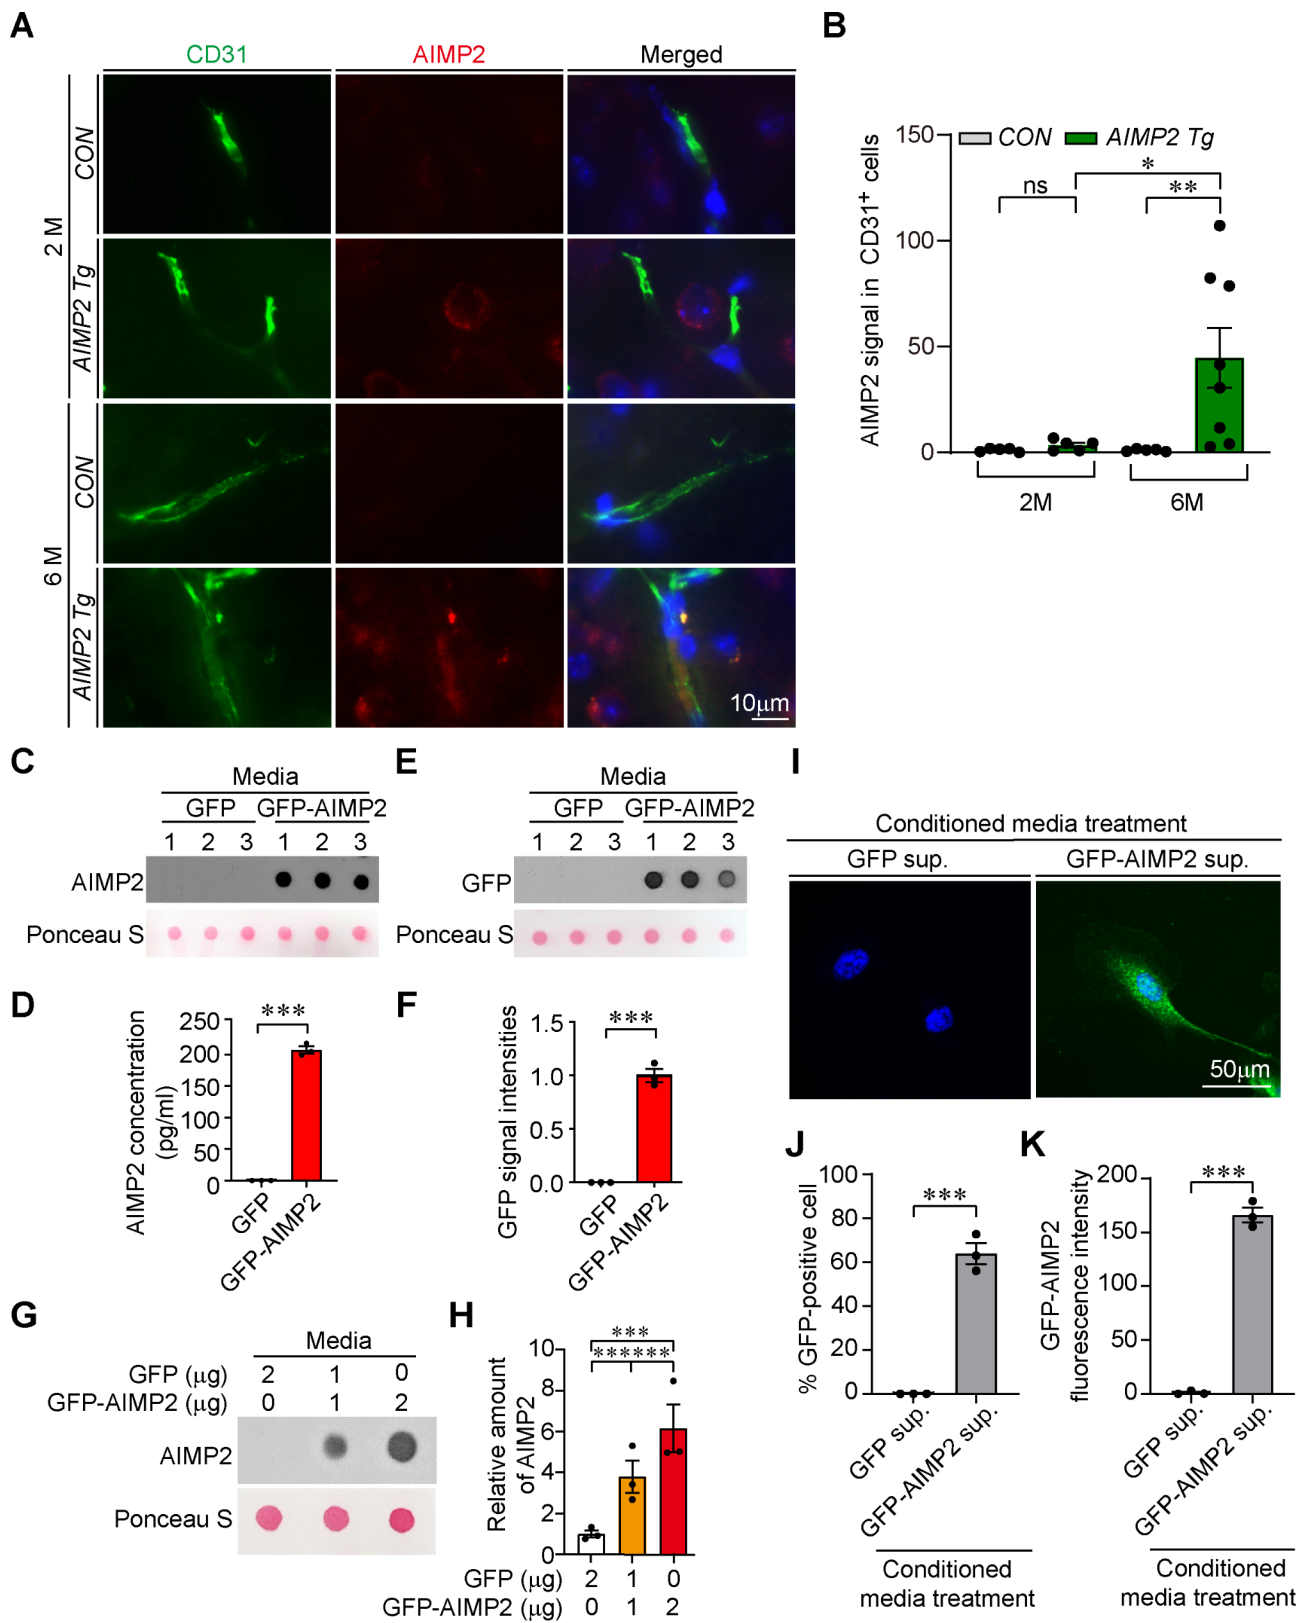 A
CD31 AIMP2 Merged
2 M
CON
AIMP2 Tg
6 M
CON
AIMP2 Tg
10μm
B
AIMP2 signal in CD31+ cells
150
100
50
0
CON AIMP2 Tg
*
ns **
2M 6M
C
Media
GFP GFP-AIMP2
1 2 3 1 2 3
AIMP2
Ponceau S
D
AIMP2 concentration
(pg/ml)
250
200
150
100
50
0
***
GFP
GFP-AIMP2
E
Media
GFP GFP-AIMP2
1 2 3 1 2 3
GFP
Ponceau S
F
GFP signal intensities
1.5
1.0
0.5
0.0
***
GFP
GFP-AIMP2
G
Media
GFP (μg) 2 1 0
GFP-AIMP2 (μg) 0 1 2
AIMP2
Ponceau S
H
Relative amount
of AIMP2
10
8
6
4
2
0
***
******
GFP (μg) 2 1 0
GFP-AIMP2 (μg) 0 1 2
I
Conditioned media treatment
GFP sup. GFP-AIMP2 sup.
50μm
J
% GFP-positive cell
100
80
60
40
20
0
***
GFP sup.
GFP-AIMP2 sup.
Conditioned
media treatment
K
GFP-AIMP2
fluorescence intensity
200
150
100
50
0
***
GFP sup.
GFP-AIMP2 sup.
Conditioned
media treatment